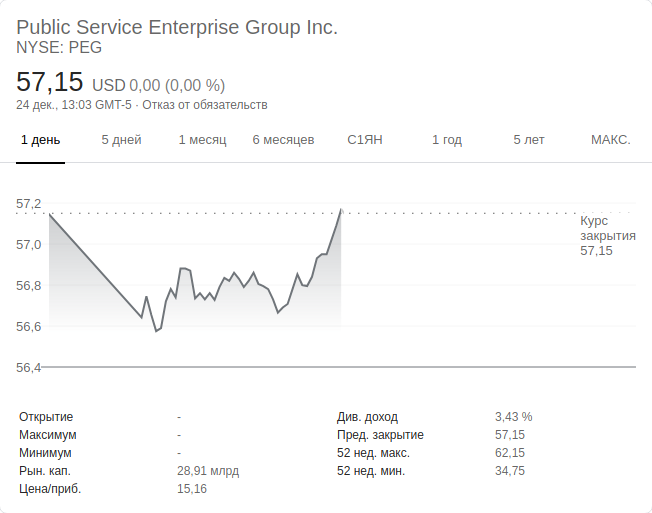 Public Service Enterprise Group Inc.
NYSE: PEG
57,15 USD 0,00 (0,00 %)
24 дек., 13:03 GMT-5 · Отказ от обязательств
1 день 5 дней 1 месяц 6 месяцев С1ЯН 1 год 5 лет МАКС.
57,2
57,0
56,8
56,6
56,4
Курс
закрытия
57,15
Открытие - Див. доход 3,43 %
Максимум - Пред. закрытие 57,15
Минимум - 52 нед. макс. 62,15
Рын. кап. 28,91 млрд 52 нед. мин. 34,75
Цена/приб. 15,16